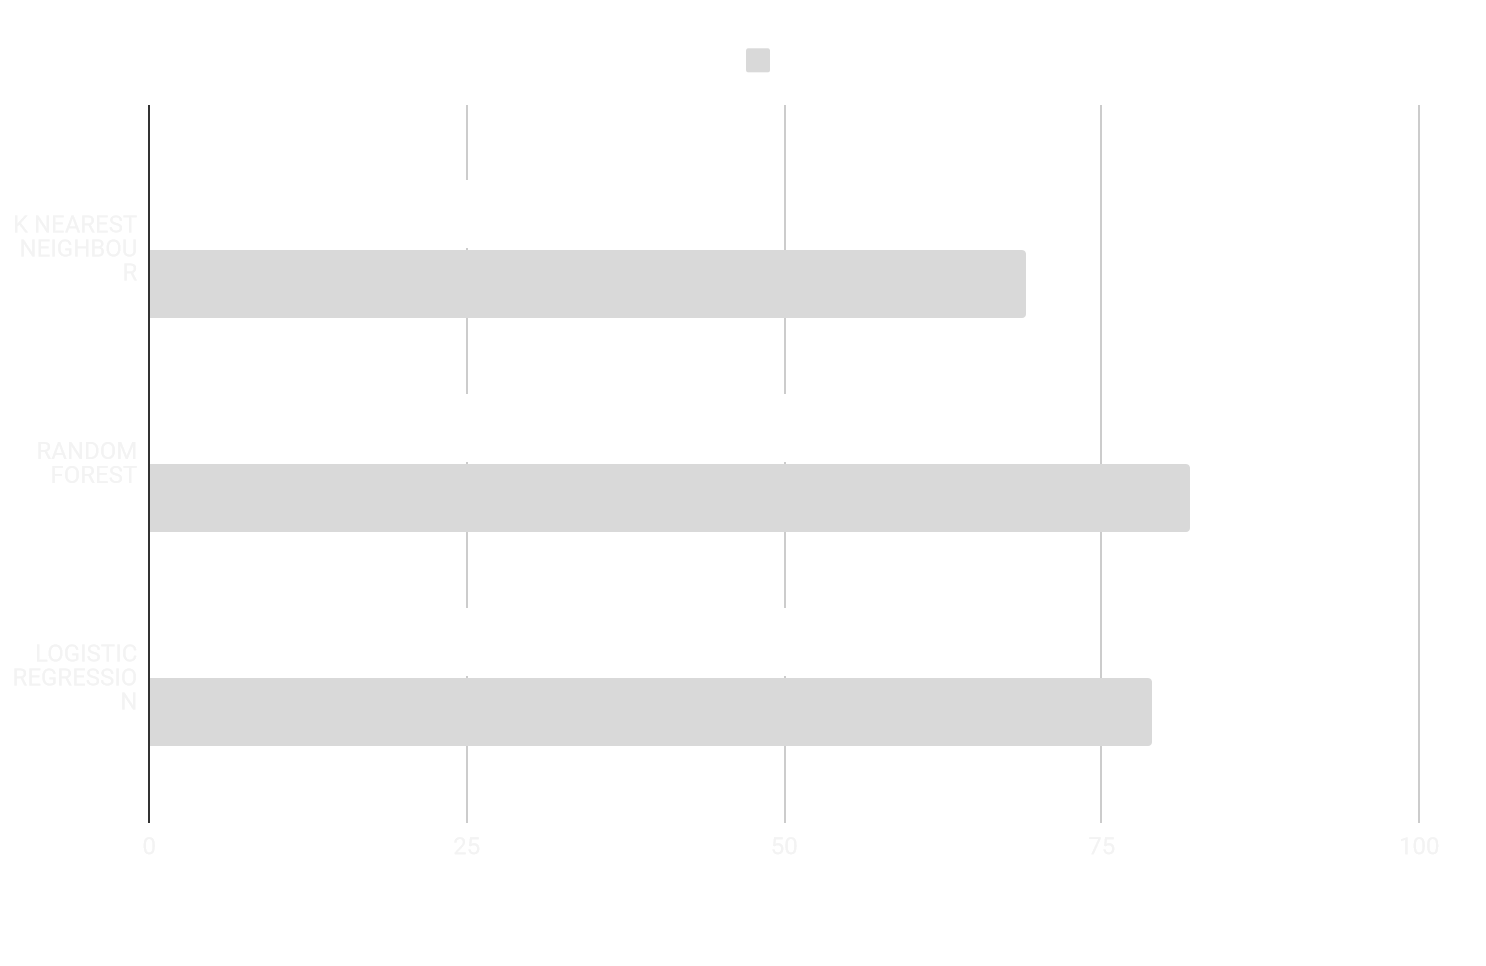 K NEAREST
NEIGHBOU
R
RANDOM
FOREST
LOGISTIC
REGRESSIO
N
0 25 50 75 100